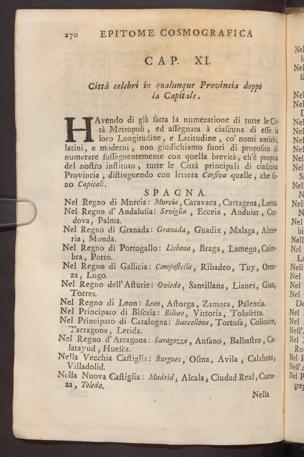 270 EPITOME COSMOGRAFICA
CAP. XI.
Città celebri in qualunque Provincia doppò
la Capitale.
HAvendo di già fatta la numeratione di tutte le Cit-
tà Metropoli, ed assegnata à ciascuna di esse la
loro Longitudine, e Latitudine, co' nomi antichi,
latini, e moderni, non giudichiamo fuori di proposito di
numerare susseguentemente con quella brevità, ch'è propria
del nostro instituto, tutte le Città principali di ciascuna
Provincia, distinguendo con lettera Corsiva quelle, che so-
no Capitali.
SPAGNA.
Nel Regno di Murcia: Murcia, Caravaca, Cartagena, Lorca.
Nel Regno d'Andalusia: Seviglia, Ecceia, Anduiar, Cor-
dova, Palma.
Nel Regno di Granada: Granada, Guadix, Malaga, Alme-
ria, Monda.
Nel Regno di Portogallo: Lisbona, Braga, Lamego, Coim-
bra, Porto.
Nel Regno di Gallicia: Compostella, Ribadeo, Tuy, Oren-
za, Lugo.
Nel Regno dell'Asturie: Oviedo, Santillana, Lianes, Gion,
Torres.
Nel Regno di Leon: Leon, Astorga, Zamora, Palentia.
Nel Principato di Biscaia: Bilbao, Vittoria, Tolosetta.
Nel Principato di Catalogna: Barcellona, Tortosa, Colioure,
Tarragona, Lerida.
Nel Regno d'Arragona: Saragozza, Ausano, Balbastro, Ca-
latayud, Huesca.
Nella Vecchia Castiglia: Burgues, Osma, Avila, Calahora,
Villadolid.
Nella Nuova Castiglia: Madrid, Alcala, Ciudad Real, Cuen-
za, Toledo.
Nella